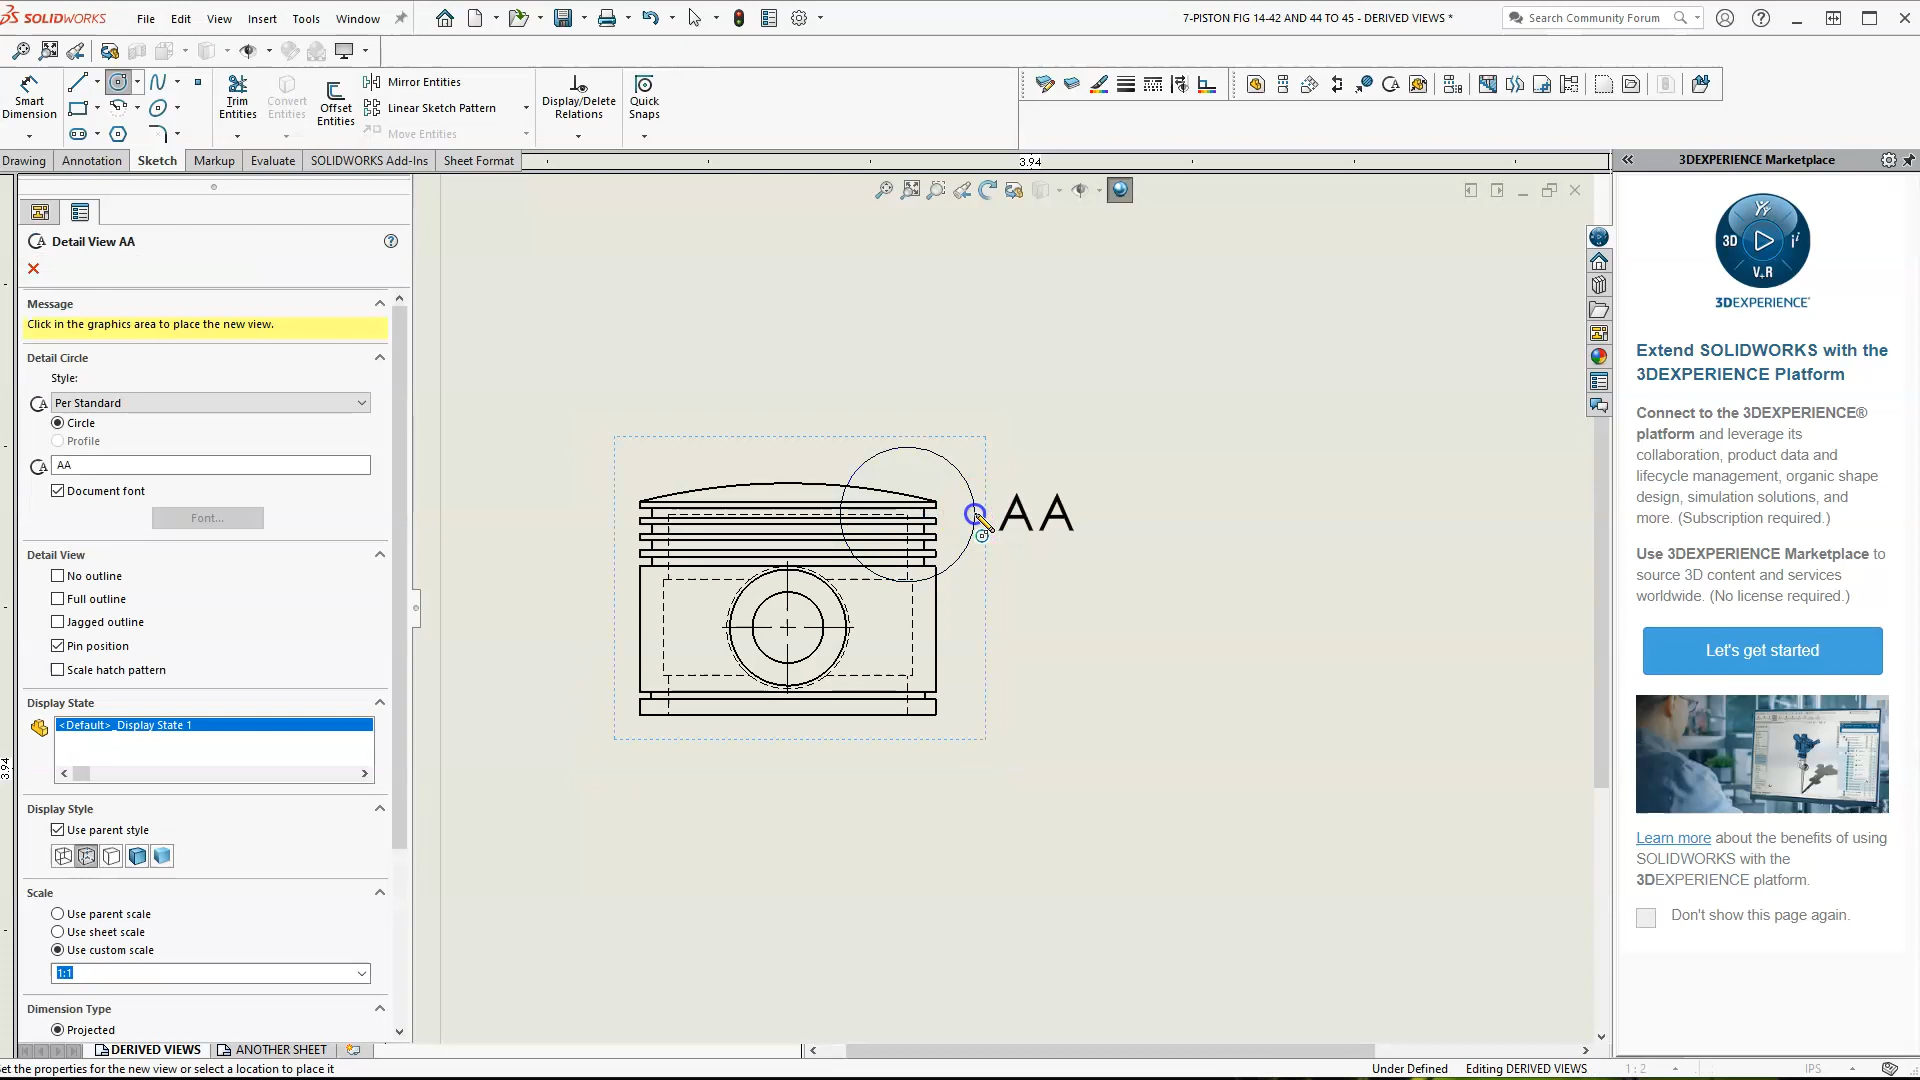 SOLIDWORKS
File Edit View Insert Tools Window
7-PISTON FIG 14-42 AND 44 TO 45 - DERIVED VIEWS *
Search Community Forum
Smart Dimension
Trim Entities
Convert Entities
Offset Entities
Mirror Entities
Linear Sketch Pattern
Move Entities
Display/Delete Relations
Quick Snaps
Drawing Annotation Sketch Markup Evaluate SOLIDWORKS Add-Ins Sheet Format
3.94
3DEXPERIENCE Marketplace
Detail View AA
Message
Click in the graphics area to place the new view.
Detail Circle
Style:
Per Standard
Circle
Profile
AA
Document font
Font...
Detail View
No outline
Full outline
Jagged outline
Pin position
Scale hatch pattern
Display State
<Default>_Display State 1
Display Style
Use parent style
Scale
Use parent scale
Use sheet scale
Use custom scale
1:1
Dimension Type
Projected
3.94
AA
3D
V+R
3DEXPERIENCE
Extend SOLIDWORKS with the
3DEXPERIENCE Platform
Connect to the 3DEXPERIENCE®
platform and leverage its
collaboration, product data and
lifecycle management, organic shape
design, simulation solutions, and
more. (Subscription required.)
Use 3DEXPERIENCE Marketplace to
source 3D content and services
worldwide. (No license required.)
Let's get started
Learn more about the benefits of using
SOLIDWORKS with the
3DEXPERIENCE platform.
Don't show this page again.
DERIVED VIEWS ANOTHER SHEET
et the properties for the new view or select a location to place it
Under Defined Editing DERIVED VIEWS 1:2 IPS